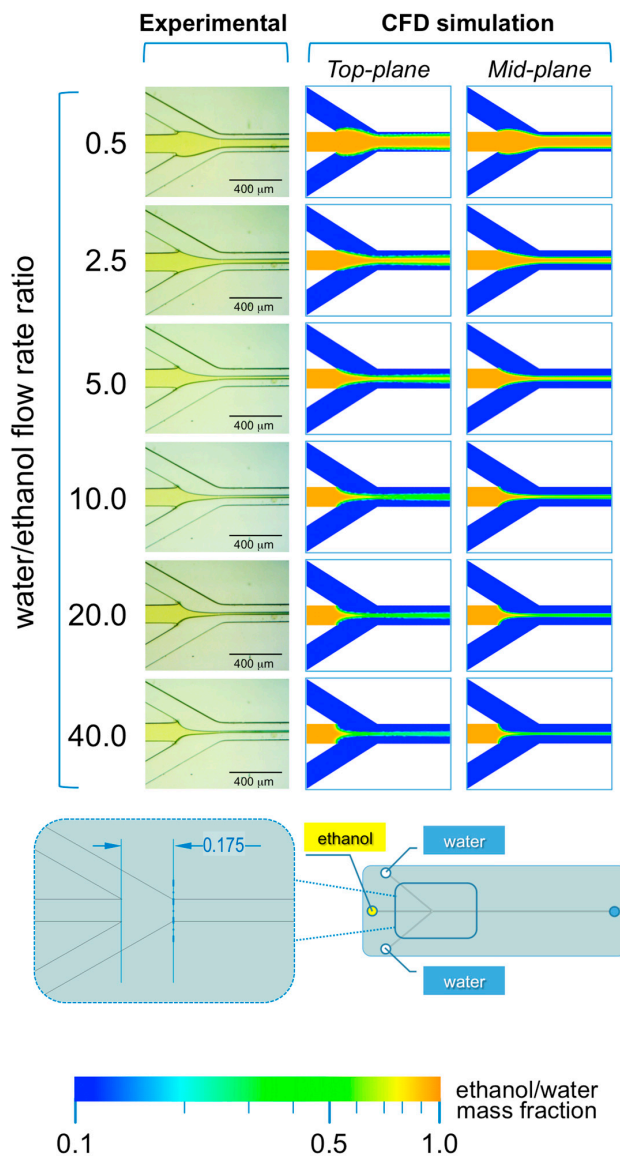 Experimental
CFD simulation
Top-plane
Mid-plane
water/ethanol flow rate ratio
0.5
400 μm
2.5
400 μm
5.0
400 μm
10.0
400 μm
20.0
400 μm
40.0
400 μm
0.175
ethanol
water
water
ethanol/water
mass fraction
0.1
0.5
1.0